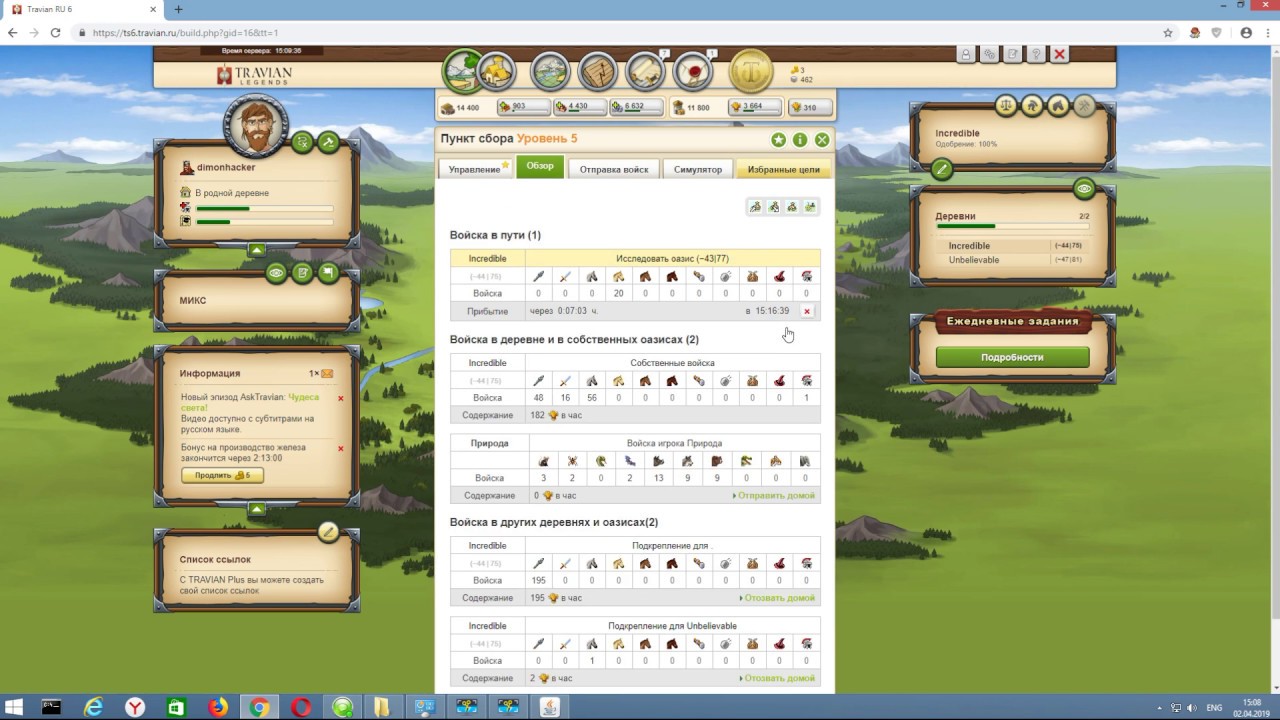 Travian RU 6
https://ts6.travian.ru/build.php?gid=16&tt=1
Время сервера: 15:09:36
TRAVIAN
LEGENDS
7
1
3
462
14 400
903
4 430
6 632
11 800
3 664
310
dimonhacker
В родной деревне
МИКС
Информация
1×
Новый эпизод AskTravian: Чудеса
света!
Видео доступно с субтитрами на
русском языке.
Бонус на производство железа
закончится через 2:13:00
Продлить 5
Список ссылок
С TRAVIAN Plus вы можете создать
свой список ссылок
Пункт сбора Уровень 5
Управление
Обзор
Отправка войск
Симулятор
Избранные цели
Войска в пути (1)
Incredible Исследовать оазис (−43|77)
(−44|75)
Войска 0 0 0 20 0 0 0 0 0 0 0
Прибытие через 0:07:03 ч. в 15:16:39
Войска в деревне и в собственных оазисах (2)
Incredible Собственные войска
(−44|75)
Войска 48 16 56 0 0 0 0 0 0 0 1
Содержание 182 в час
Природа Войска игрока Природа
Войска 3 2 0 2 13 9 9 0 0 0
Содержание 0 в час Отправить домой
Войска в других деревнях и оазисах(2)
Incredible Подкрепление для .
(−44|75)
Войска 195 0 0 0 0 0 0 0 0 0 0
Содержание 195 в час Отозвать домой
Incredible Подкрепление для Unbelievable
(−44|75)
Войска 0 0 1 0 0 0 0 0 0 0 0
Содержание 2 в час Отозвать домой
Incredible
Одобрение: 100%
Деревни 2/2
Incredible (−44|75)
Unbelievable (−47|81)
Ежедневные задания
Подробности
ENG
15:08
02.04.2019